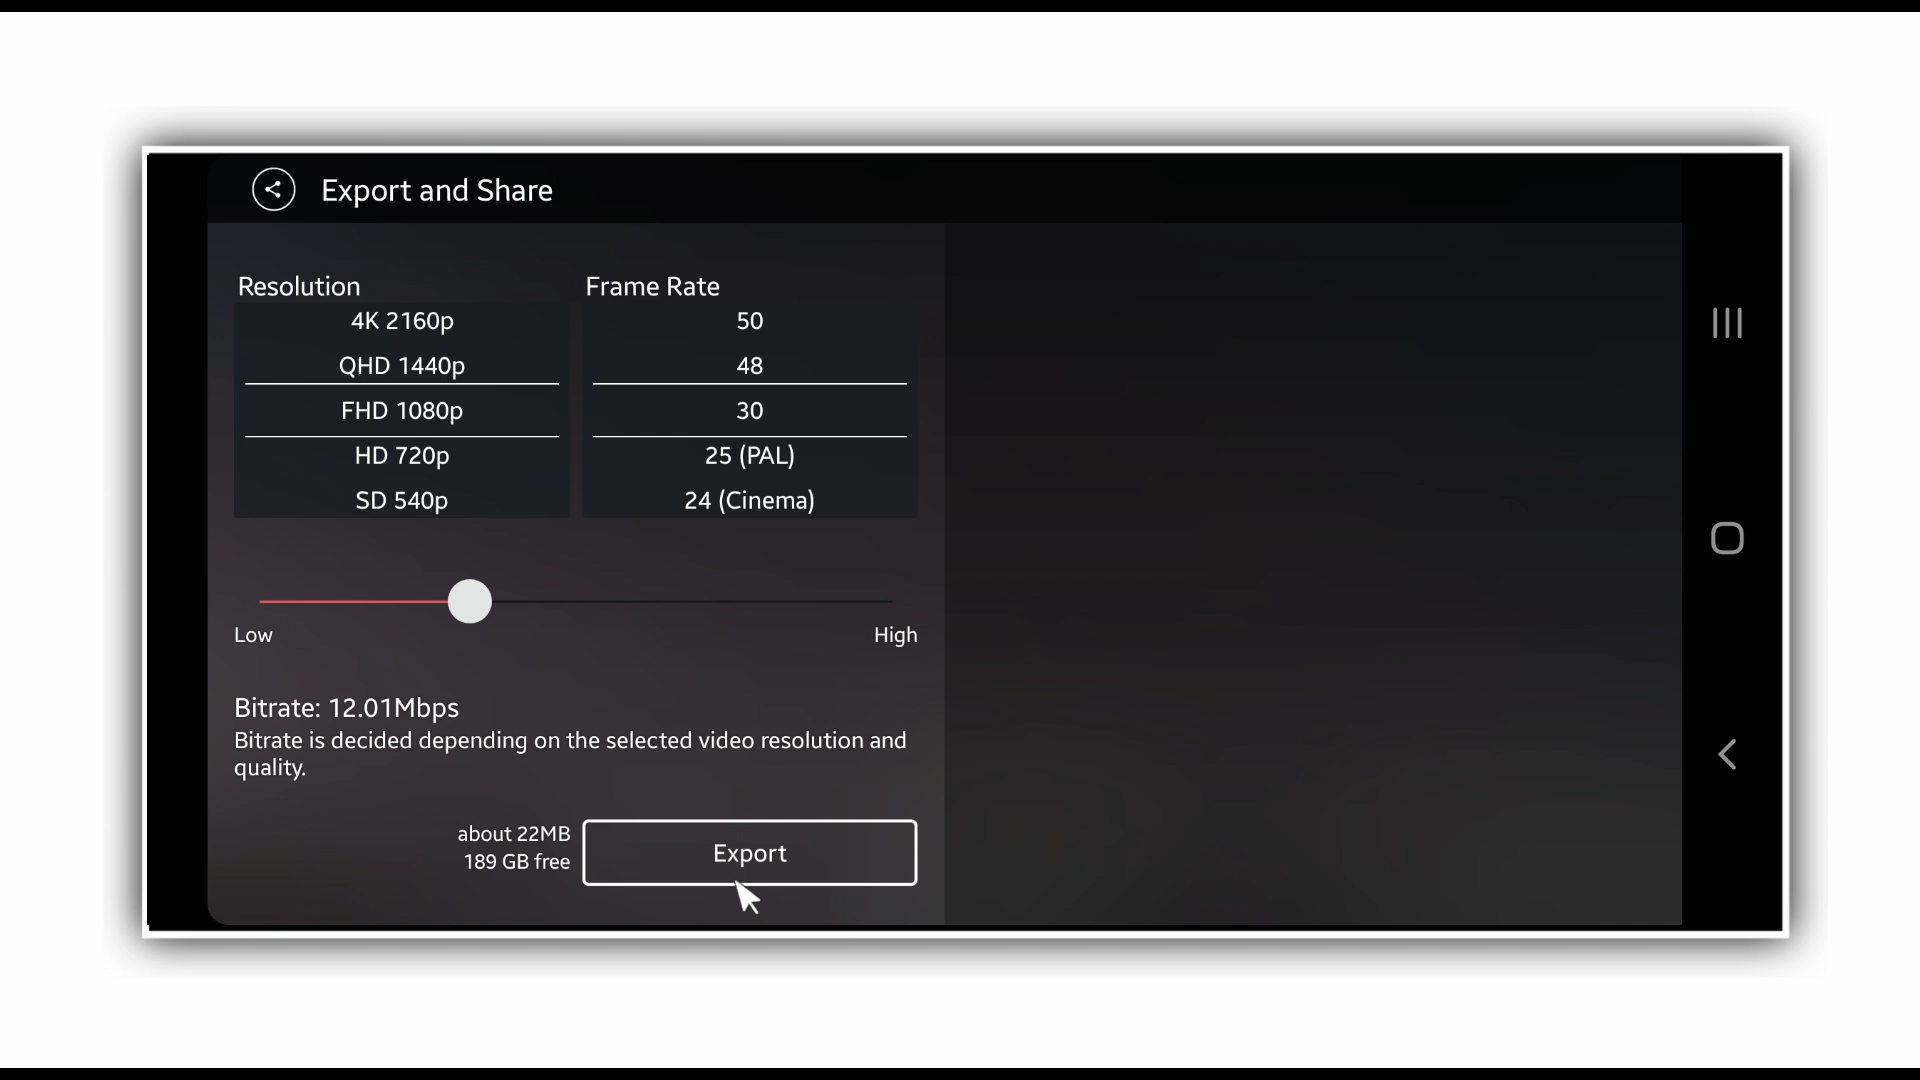 Export and Share
Resolution
4K 2160p
QHD 1440p
FHD 1080p
HD 720p
SD 540p
Frame Rate
50
48
30
25 (PAL)
24 (Cinema)
Low
High
Bitrate: 12.01Mbps
Bitrate is decided depending on the selected video resolution and
quality.
about 22MB
189 GB free
Export